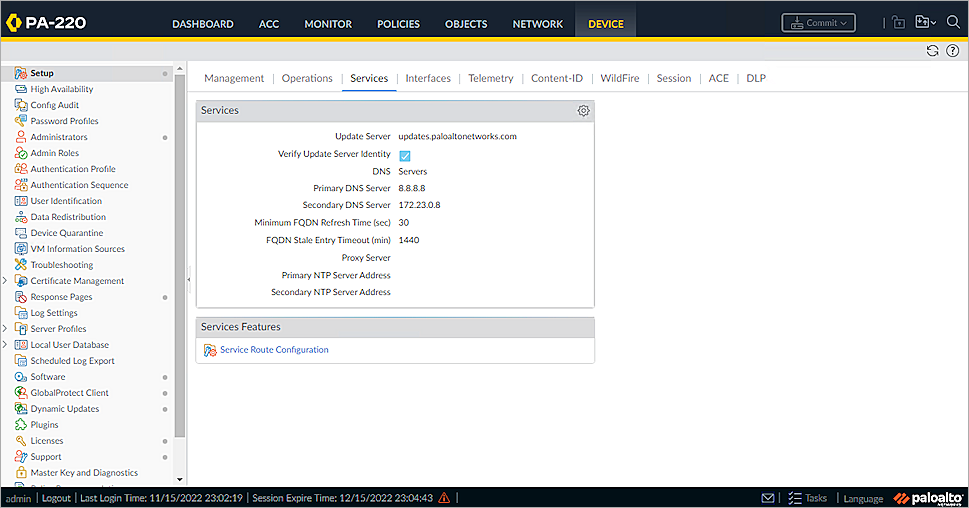 PA-220 DASHBOARD ACC MONITOR POLICIES OBJECTS NETWORK DEVICE Commit
Setup
High Availability
Config Audit
Password Profiles
Administrators
Admin Roles
Authentication Profile
Authentication Sequence
User Identification
Data Redistribution
Device Quarantine
VM Information Sources
Troubleshooting
Certificate Management
Response Pages
Log Settings
Server Profiles
Local User Database
Scheduled Log Export
Software
GlobalProtect Client
Dynamic Updates
Plugins
Licenses
Support
Master Key and Diagnostics
Management Operations Services Interfaces Telemetry Content-ID WildFire Session ACE DLP
Services
Update Server updates.paloaltonetworks.com
Verify Update Server Identity
DNS Servers
Primary DNS Server 8.8.8.8
Secondary DNS Server 172.23.0.8
Minimum FQDN Refresh Time (sec) 30
FQDN Stale Entry Timeout (min) 1440
Proxy Server
Primary NTP Server Address
Secondary NTP Server Address
Services Features
Service Route Configuration
admin | Logout | Last Login Time: 11/15/2022 23:02:19 | Session Expire Time: 12/15/2022 23:04:43 | Tasks | Language paloalto NETWORKS